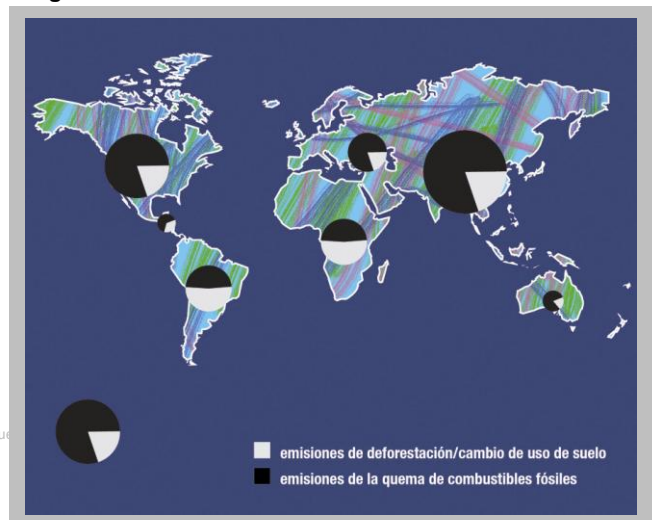 emisiones de deforestación/cambio de uso de suelo
emisiones de la quema de combustibles fósiles